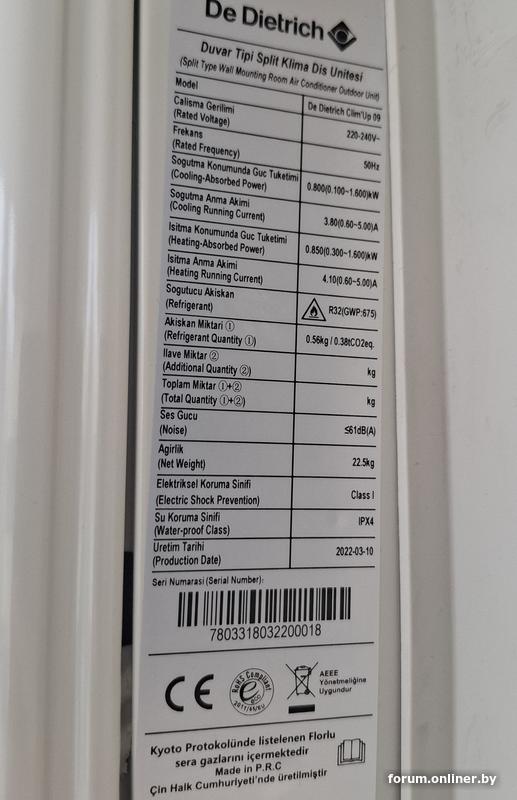 De Dietrich
Duvar Tipi Split Klima Dis Unitesi
(Split Type Wall Mounting Room Air Conditioner Outdoor Unit)
Model De Dietrich Clim'Up 09
Calisma Gerilimi
(Rated Voltage) 220-240V~
Frekans
(Rated Frequency) 50Hz
Sogutma Konumunda Guc Tuketimi
(Cooling-Absorbed Power) 0.800(0.100~1.600)kW
Sogutma Anma Akimi
(Cooling Running Current) 3.80(0.60~5.00)A
Isitma Konumunda Guc Tuketimi
(Heating-Absorbed Power) 0.850(0.300~1.600)kW
Isitma Anma Akimi
(Heating Running Current) 4.10(0.60~5.00)A
Sogutucu Akiskan
(Refrigerant) R32(GWP:675)
Akiskan Miktari ①
(Refrigerant Quantity ①) 0.56kg / 0.38tCO2eq.
Ilave Miktar ②
(Additional Quantity ②) kg
Toplam Miktar ①+②
(Total Quantity ①+②) kg
Ses Gucu
(Noise) ≤61dB(A)
Agirlik
(Net Weight) 22.5kg
Elektriksel Koruma Sinifi
(Electric Shock Prevention) Class I
Su Koruma Sinifi
(Water-proof Class) IPX4
Uretim Tarihi
(Production Date) 2022-03-10
Seri Numarasi (Serial Number):
7803318032200018
CE
RoHS Compliant
e
eco
2011/65/EU
AEEE
Yönetmeliğine
Uygundur
Kyoto Protokolünde listelenen Florlu
sera gazlarını içermektedir
Made in P.R.C
Çin Halk Cumhuriyeti'nde üretilmiştir
forum.onliner.by